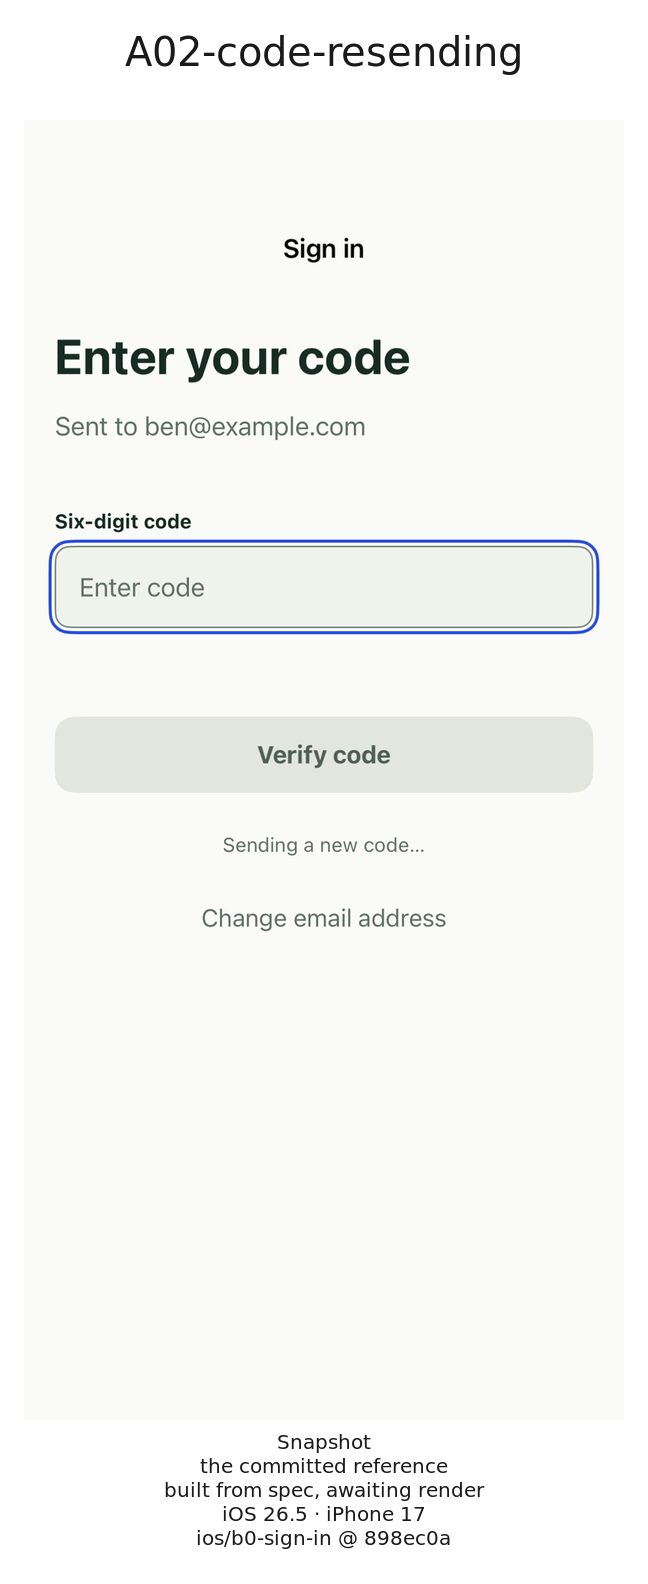 A02-code-resending
Sign in
Enter your code
Sent to ben@example.com
Six-digit code
Enter code
Verify code
Sending a new code…
Change email address
Snapshot
the committed reference
built from spec, awaiting render
iOS 26.5 · iPhone 17
ios/b0-sign-in @ 898ec0a